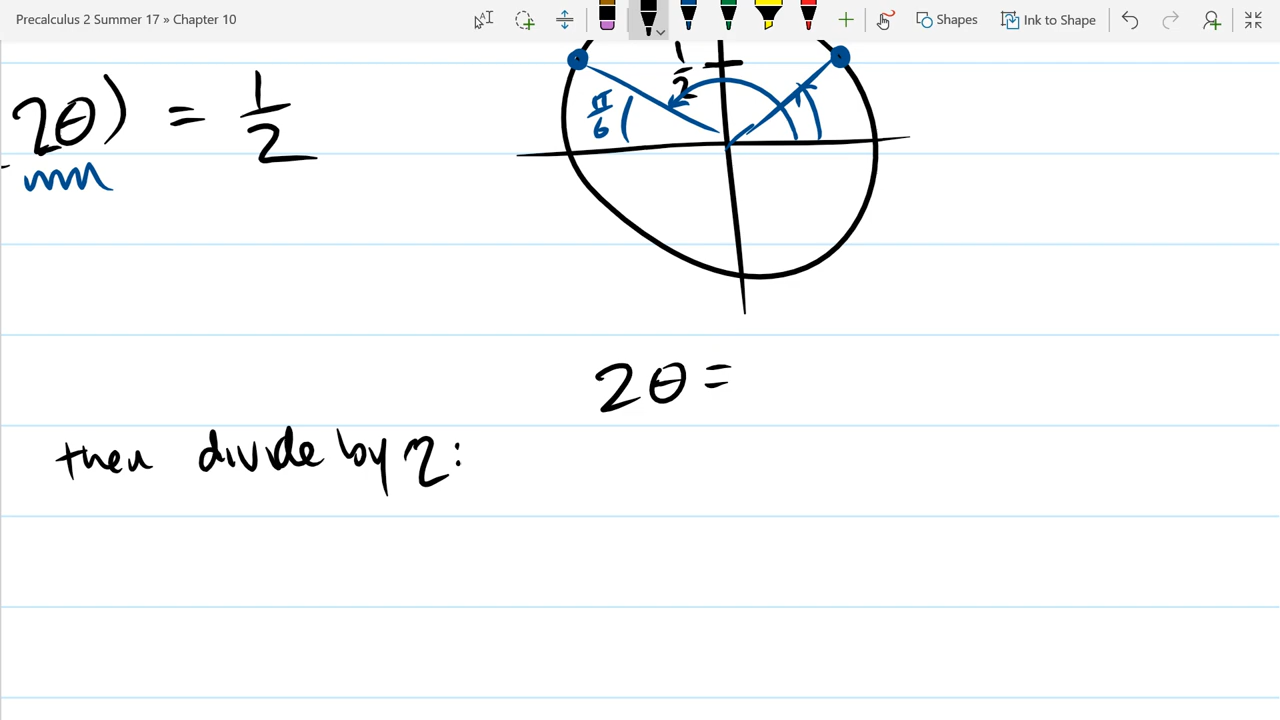 Precalculus 2 Summer 17 » Chapter 10
Shapes
Ink to Shape
2θ) = 1/2
1/2
π/6
2θ =
then divide by 2: